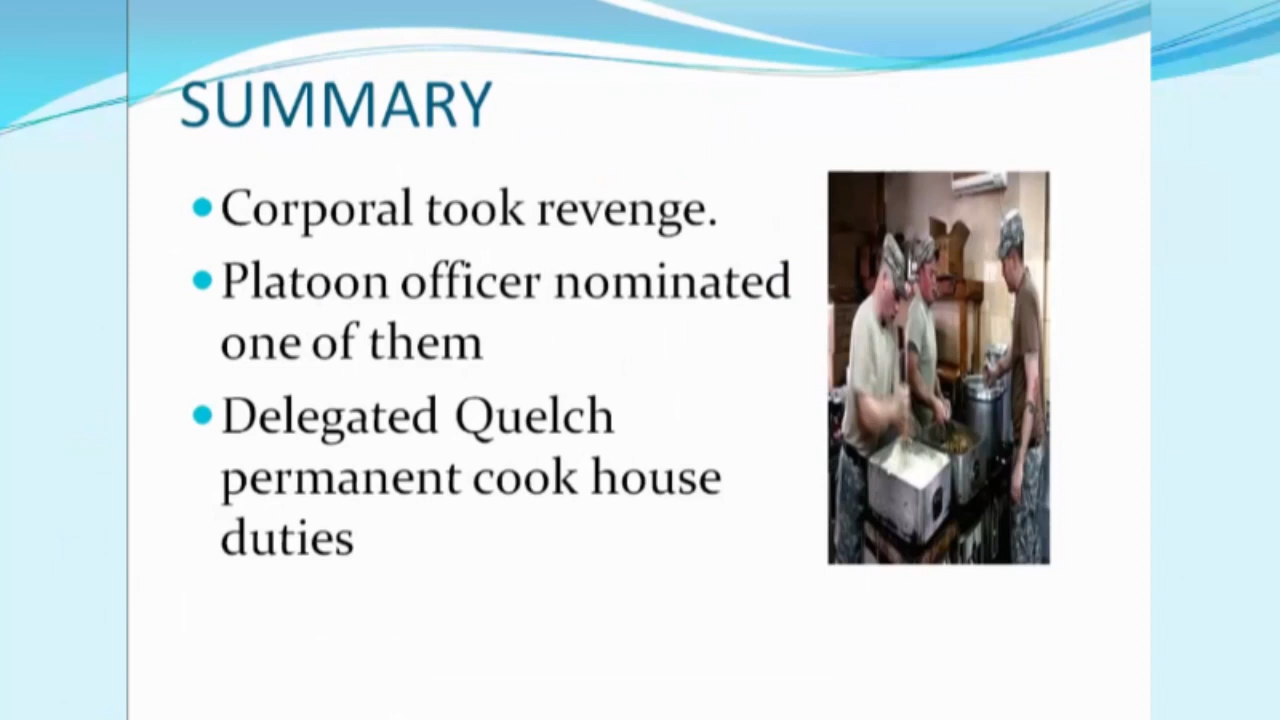 SUMMARY
Corporal took revenge.
Platoon officer nominated
one of them
Delegated Quelch
permanent cook house
duties